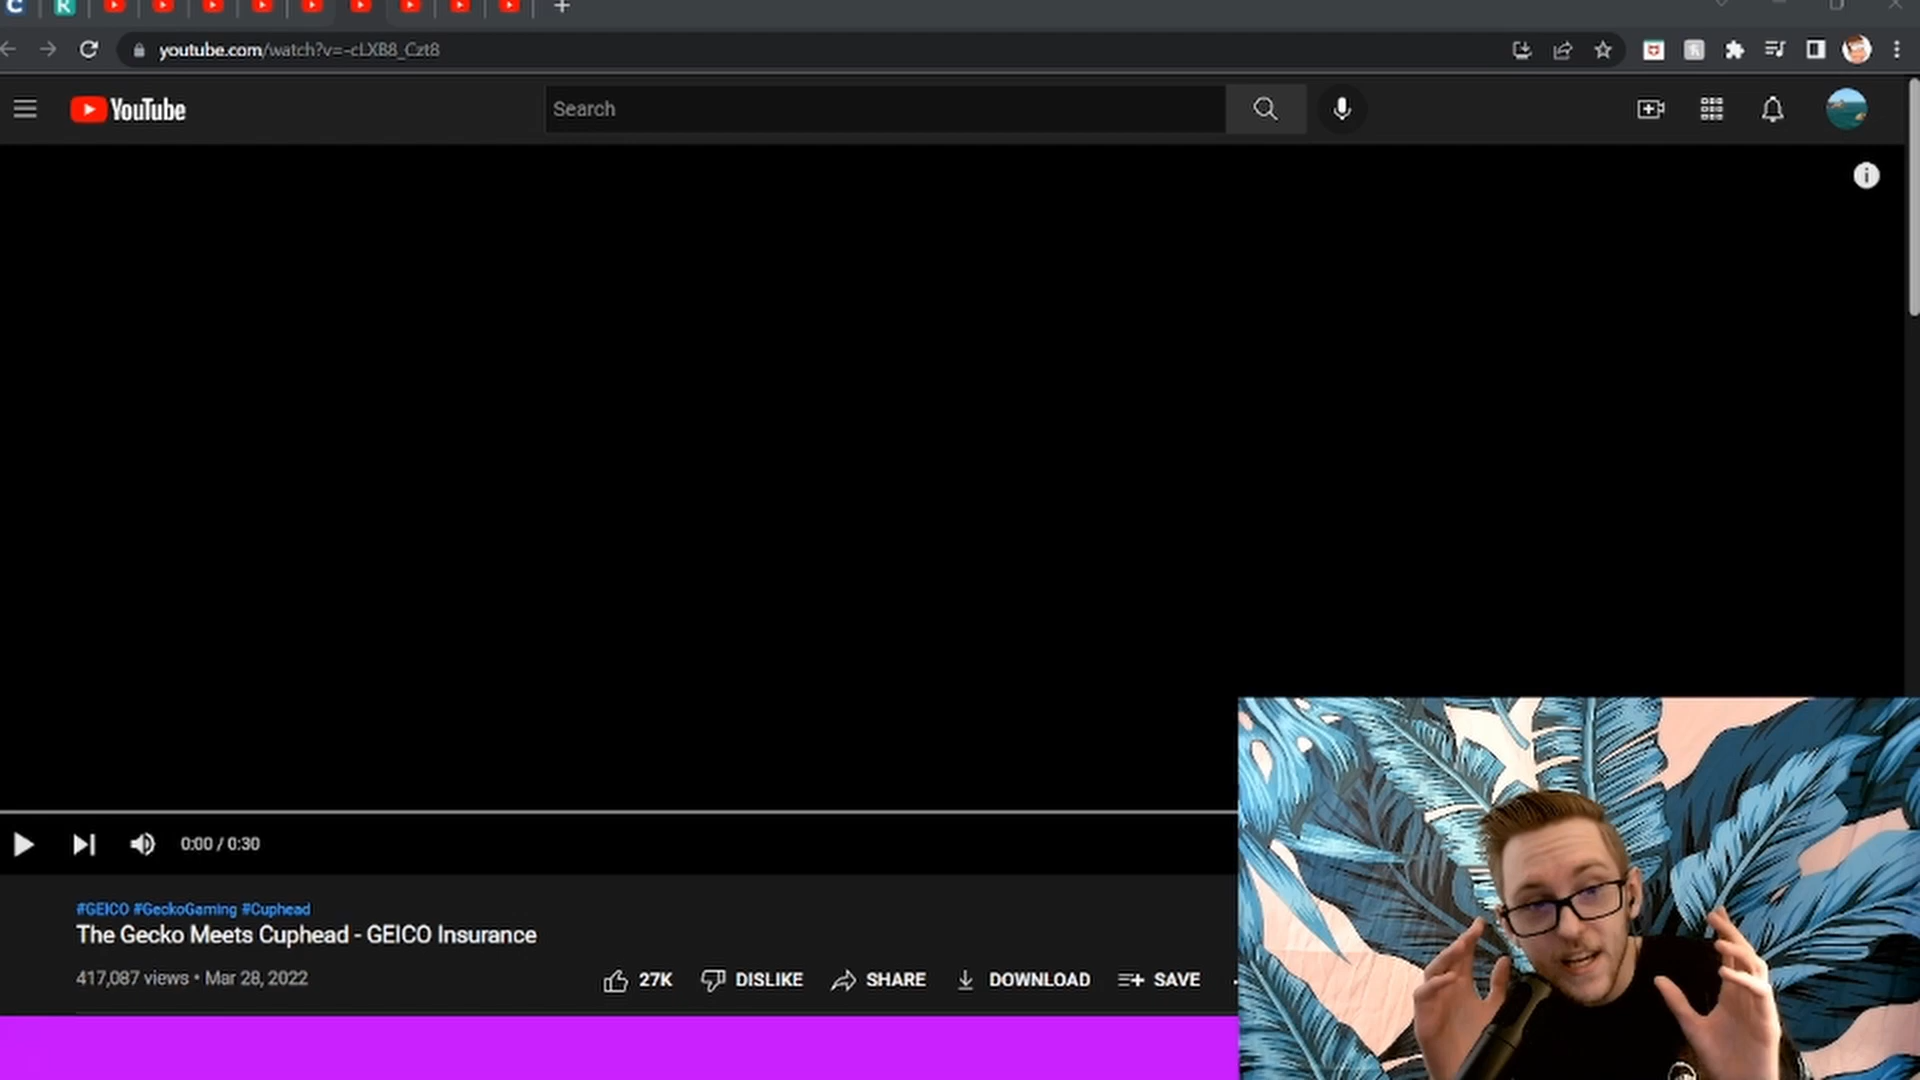 C R
youtube.com/watch?v=-cLXB8_Czt8
YouTube
Search
0:00 / 0:30
#GEICO #GeckoGaming #Cuphead
The Gecko Meets Cuphead - GEICO Insurance
417,087 views • Mar 28, 2022
27K DISLIKE SHARE DOWNLOAD SAVE